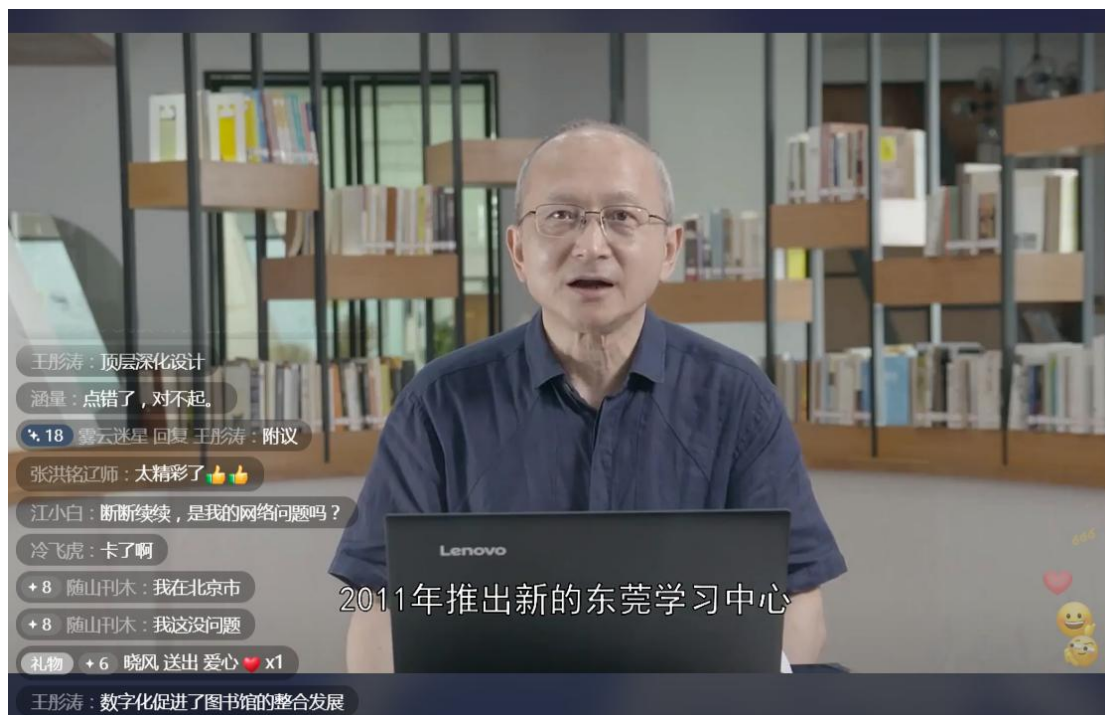 王彤涛：顶层深化设计
涵量：点错了，对不起。
18 雾云迷星 回复 王彤涛：附议
张洪铭辽师：太精彩了👍👍
江小白：断断续续，是我的网络问题吗？
冷飞虎：卡了啊
+8 随山刊木：我在北京市
+8 随山刊木：我这没问题
礼物 +6 晓风 送出 爱心 ❤ x1
王彤涛：数字化促进了图书馆的整合发展
Lenovo
2011年推出新的东莞学习中心